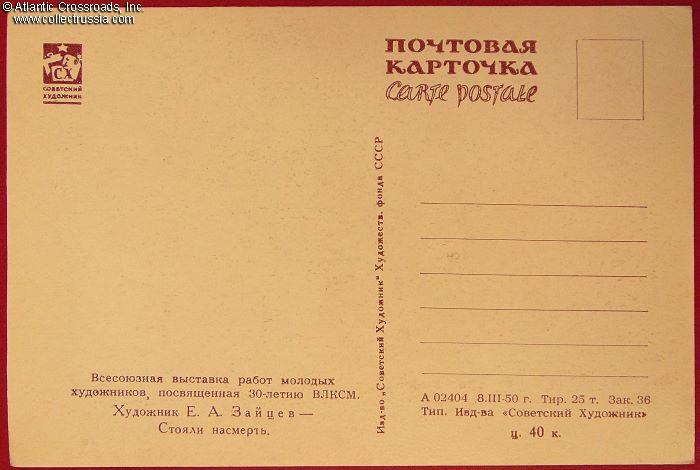 © Atlantic Crossroads, Inc.
www.collectrussia.com
СХ
СОВЕТСКИЙ
ХУДОЖНИК
ПОЧТОВАЯ
КАРТОЧКА
CARTE POSTALE
Изд-во „Советский Художник“ Художеств. фонда СССР
Всесоюзная выставка работ молодых
художников, посвященная 30-летию ВЛКСМ.
Художник Е. А. Зайцев —
Стояли насмерть.
А 02404 8.III-50 г. Тир. 25 т. Зак. 36
Тип. Изд-ва «Советский Художник»
ц. 40 к.